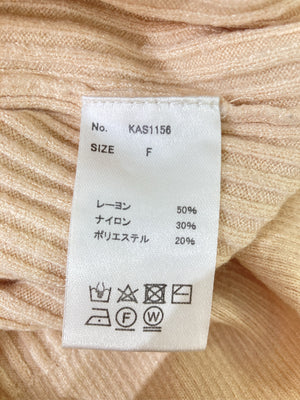 No. KAS1156
SIZE F
レーヨン 50%
ナイロン 30%
ポリエステル 20%
F W